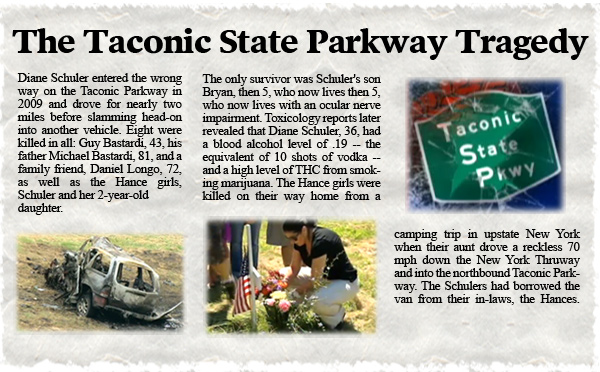 The Taconic State Parkway Tragedy
Diane Schuler entered the wrong
way on the Taconic Parkway in
2009 and drove for nearly two
miles before slamming head-on
into another vehicle. Eight were
killed in all: Guy Bastardi, 43, his
father Michael Bastardi, 81, and a
family friend, Daniel Longo, 72,
as well as the Hance girls,
Schuler and her 2-year-old
daughter.
The only survivor was Schuler's son
Bryan, then 5, who now lives then 5,
who now lives with an ocular nerve
impairment. Toxicology reports later
revealed that Diane Schuler, 36, had
a blood alcohol level of .19 -- the
equivalent of 10 shots of vodka --
and a high level of THC from smok-
ing marijuana. The Hance girls were
killed on their way home from a
Taconic
State
Pkwy
camping trip in upstate New York
when their aunt drove a reckless 70
mph down the New York Thruway
and into the northbound Taconic Park-
way. The Schulers had borrowed the
van from their in-laws, the Hances.